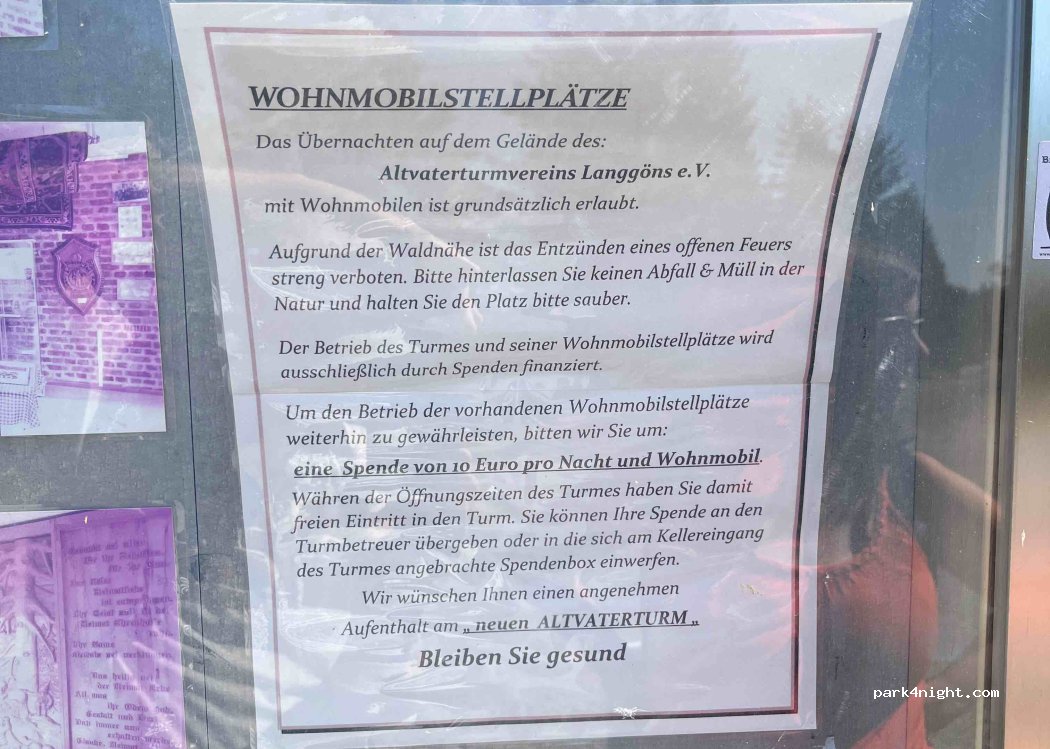 WOHNMOBILSTELLPLÄTZE
Das Übernachten auf dem Gelände des:
Altvaterturmvereins Langgöns e.V.
mit Wohnmobilen ist grundsätzlich erlaubt.
Aufgrund der Waldnähe ist das Entzünden eines offenen Feuers
streng verboten. Bitte hinterlassen Sie keinen Abfall & Müll in der
Natur und halten Sie den Platz bitte sauber.
Der Betrieb des Turmes und seiner Wohnmobilstellplätze wird
ausschließlich durch Spenden finanziert.
Um den Betrieb der vorhandenen Wohnmobilstellplätze
weiterhin zu gewährleisten, bitten wir Sie um:
eine Spende von 10 Euro pro Nacht und Wohnmobil.
Währen der Öffnungszeiten des Turmes haben Sie damit
freien Eintritt in den Turm. Sie können Ihre Spende an den
Turmbetreuer übergeben oder in die sich am Kellereingang
des Turmes angebrachte Spendenbox einwerfen.
Wir wünschen Ihnen einen angenehmen
Aufenthalt am „ neuen ALTVATERTURM „
Bleiben Sie gesund
park4night.com